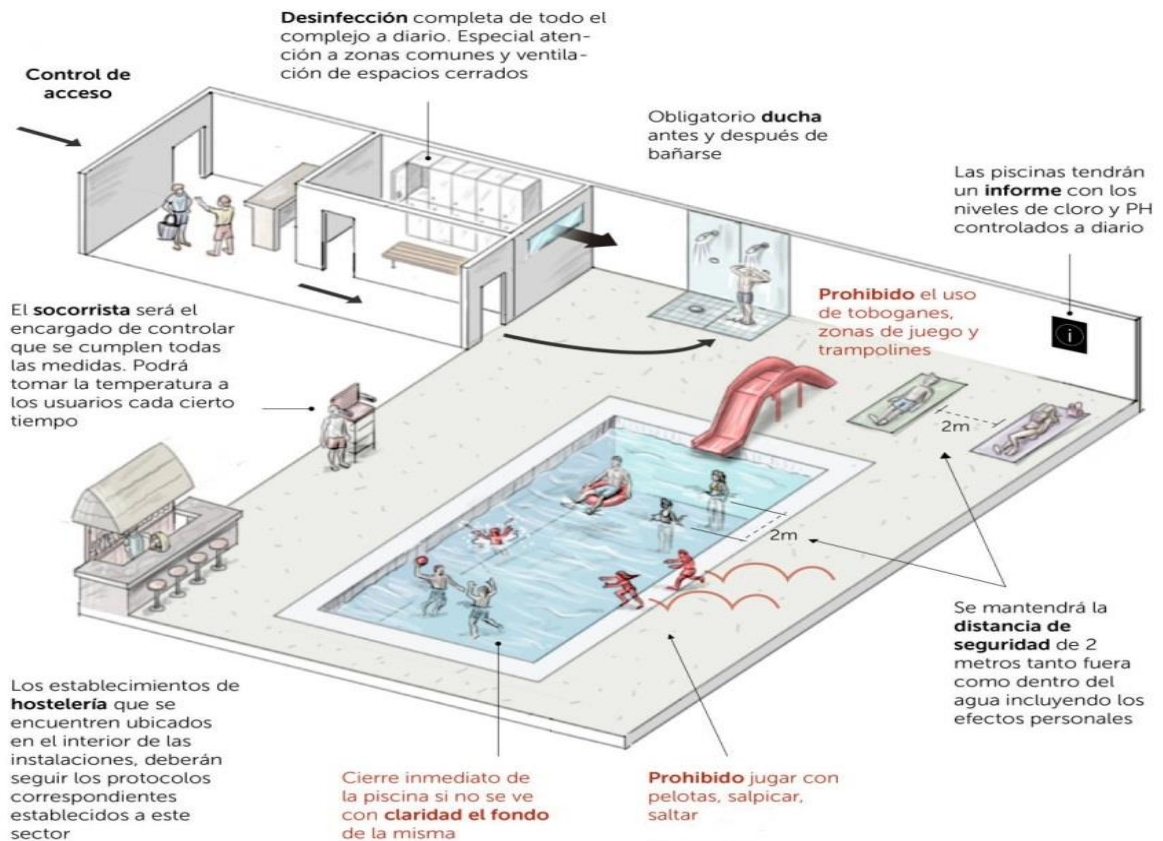 Desinfección completa de todo el
complejo a diario. Especial aten-
ción a zonas comunes y ventila-
ción de espacios cerrados
Control de
acceso
Obligatorio ducha
antes y después de
bañarse
Las piscinas tendrán
un informe con los
niveles de cloro y PH
controlados a diario
i
El socorrista será el
encargado de controlar
que se cumplen todas
las medidas. Podrá
tomar la temperatura a
los usuarios cada cierto
tiempo
Prohibido el uso
de toboganes,
zonas de juego y
trampolines
2m
2m
Se mantendrá la
distancia de
seguridad de 2
metros tanto fuera
como dentro del
agua incluyendo los
efectos personales
Los establecimientos de
hostelería que se
encuentren ubicados
en el interior de las
instalaciones, deberán
seguir los protocolos
correspondientes
establecidos a este
sector
Cierre inmediato de
la piscina si no se ve
con claridad el fondo
de la misma
Prohibido jugar con
pelotas, salpicar,
saltar